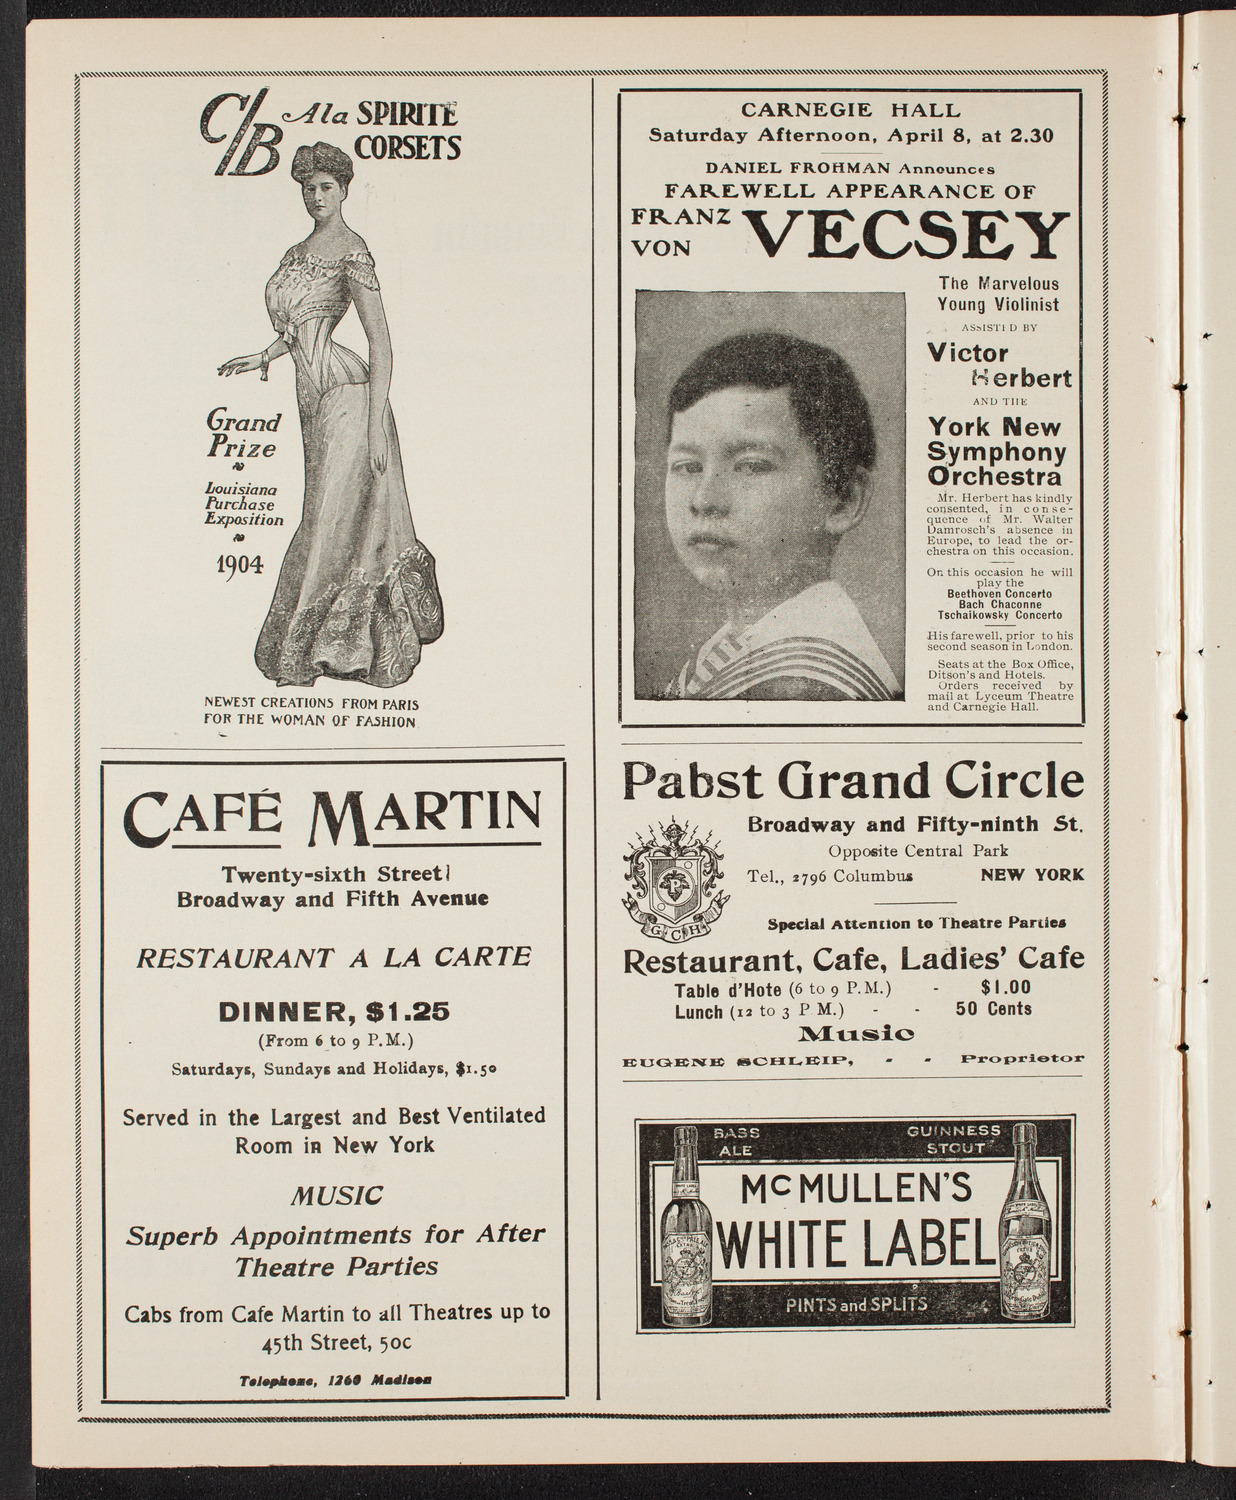 C/B Ala SPIRITE
CORSETS
Grand
Prize
Louisiana
Purchase
Exposition
1904
NEWEST CREATIONS FROM PARIS
FOR THE WOMAN OF FASHION
CAFÉ MARTIN
Twenty-sixth Street
Broadway and Fifth Avenue
RESTAURANT A LA CARTE
DINNER, $1.25
(From 6 to 9 P.M.)
Saturdays, Sundays and Holidays, $1.50
Served in the Largest and Best Ventilated
Room in New York
MUSIC
Superb Appointments for After
Theatre Parties
Cabs from Cafe Martin to all Theatres up to
45th Street, 50c
Telephone, 1260 Madison
CARNEGIE HALL
Saturday Afternoon, April 8, at 2.30
DANIEL FROHMAN Announces
FAREWELL APPEARANCE OF
FRANZ
VON VECSEY
The Marvelous
Young Violinist
ASSISTED BY
Victor
Herbert
AND THE
York New
Symphony
Orchestra
Mr. Herbert has kindly
consented, in conse-
quence of Mr. Walter
Damrosch's absence in
Europe, to lead the or-
chestra on this occasion.
On this occasion he will
play the
Beethoven Concerto
Bach Chaconne
Tschaikowsky Concerto
His farewell, prior to his
second season in London.
Seats at the Box Office,
Ditson's and Hotels.
Orders received by
mail at Lyceum Theatre
and Carnegie Hall.
Pabst Grand Circle
Broadway and Fifty-ninth St.
Opposite Central Park
Tel., 2796 Columbus NEW YORK
P
G C H
Special Attention to Theatre Parties
Restaurant, Cafe, Ladies' Cafe
Table d'Hote (6 to 9 P.M.) - $1.00
Lunch (12 to 3 P M.) - - 50 Cents
Music
EUGENE SCHLEIP, - - Proprietor
BASS
ALE
GUINNESS
STOUT
MCMULLEN'S
WHITE LABEL
PINTS and SPLITS